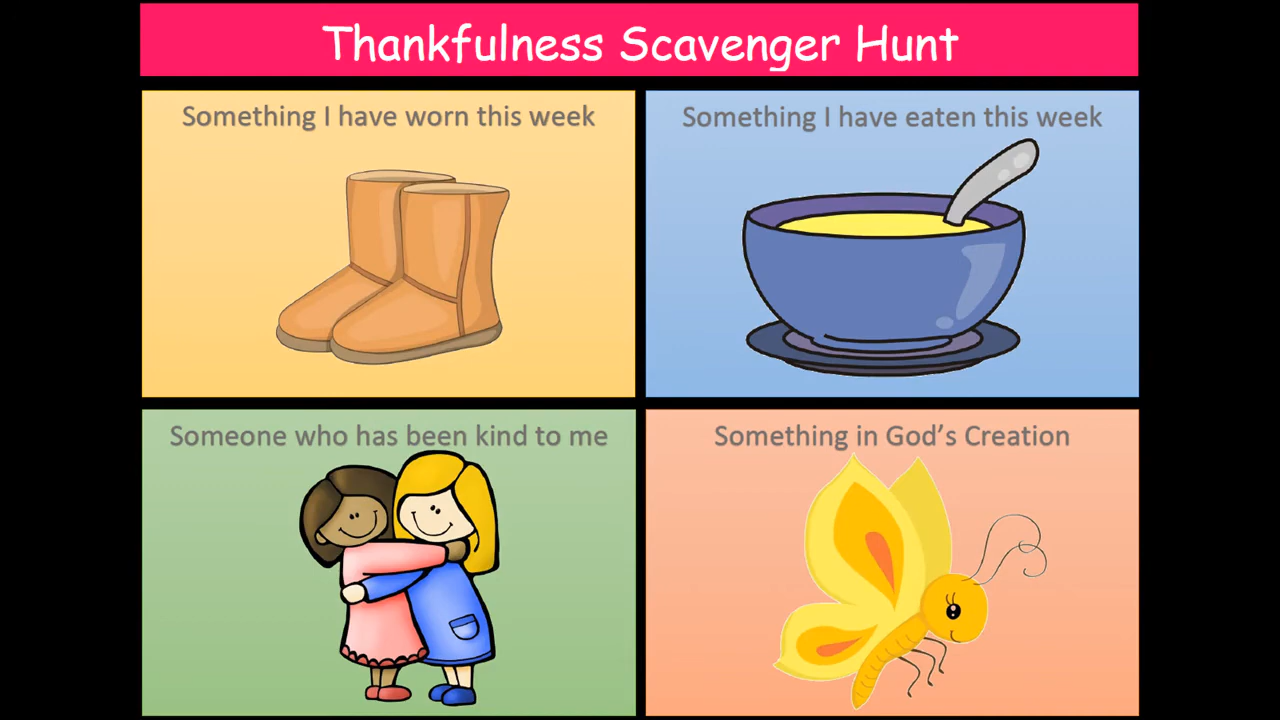 Thankfulness Scavenger Hunt
Something I have worn this week
Something I have eaten this week
Someone who has been kind to me
Something in God’s Creation